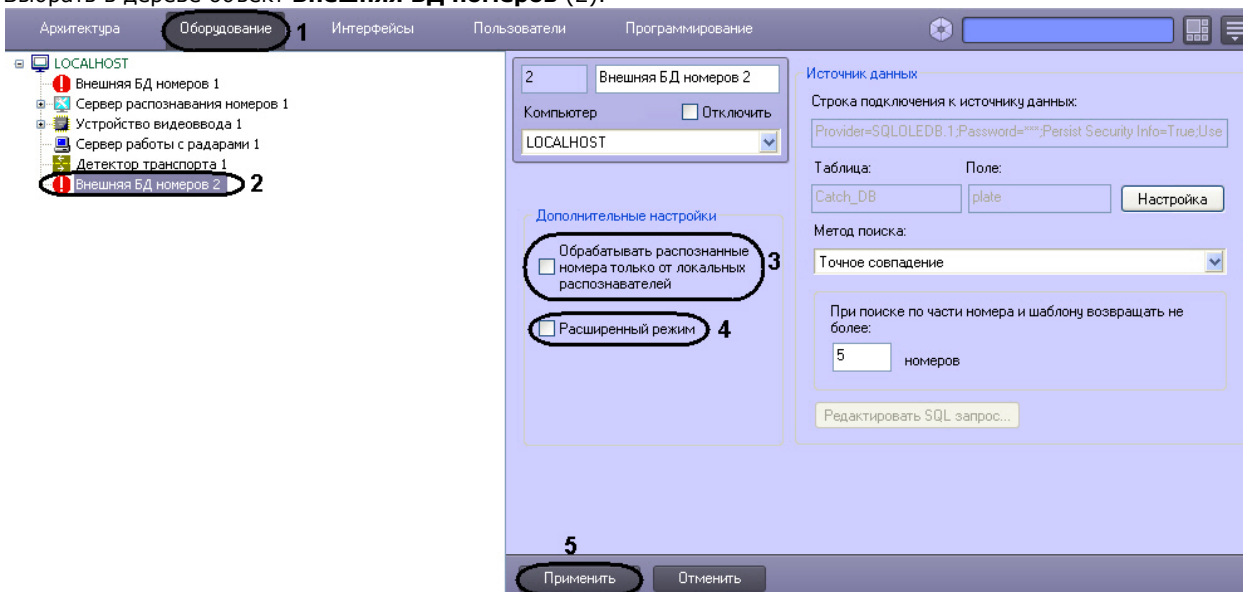 Выбрать в дереве объект Внешняя БД номеров (2).
Архитектура Оборудование 1 Интерфейсы Пользователи Программирование
LOCALHOST
Внешняя БД номеров 1
Сервер распознавания номеров 1
Устройство видеоввода 1
Сервер работы с радарами 1
Детектор транспорта 1
Внешняя БД номеров 2 2
2 Внешняя БД номеров 2
Компьютер Отключить
LOCALHOST
Дополнительные настройки
Обрабатывать распознанные
номера только от локальных 3
распознавателей
Расширенный режим 4
Источник данных
Строка подключения к источнику данных:
Provider=SQLOLEDB.1;Password=***;Persist Security Info=True;Use
Таблица: Поле:
Catch_DB plate Настройка
Метод поиска:
Точное совпадение
При поиске по части номера и шаблону возвращать не
более:
5 номеров
Редактировать SQL запрос...
5
Применить Отменить